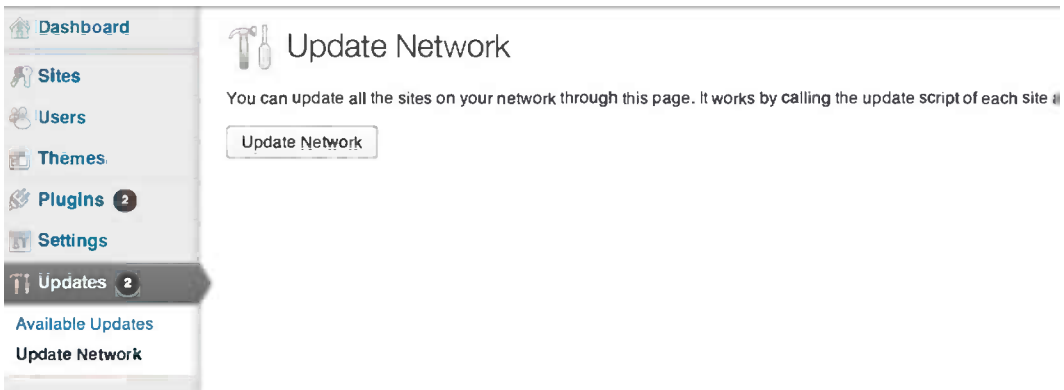 Dashboard
Sites
Users
Themes
Plugins 2
Settings
Updates 2
Available Updates
Update Network
Update Network
You can update all the sites on your network through this page. It works by calling the update script of each site
Update Network